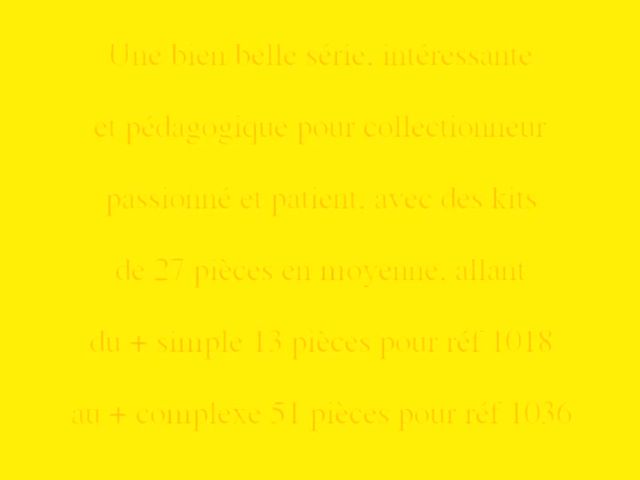 Une bien belle série, intéressante
et pédagogique pour collectionneur
passionné et patient, avec des kits
de 27 pièces en moyenne, allant
du + simple 13 pièces pour réf 1018
au + complexe 51 pièces pour réf 1036